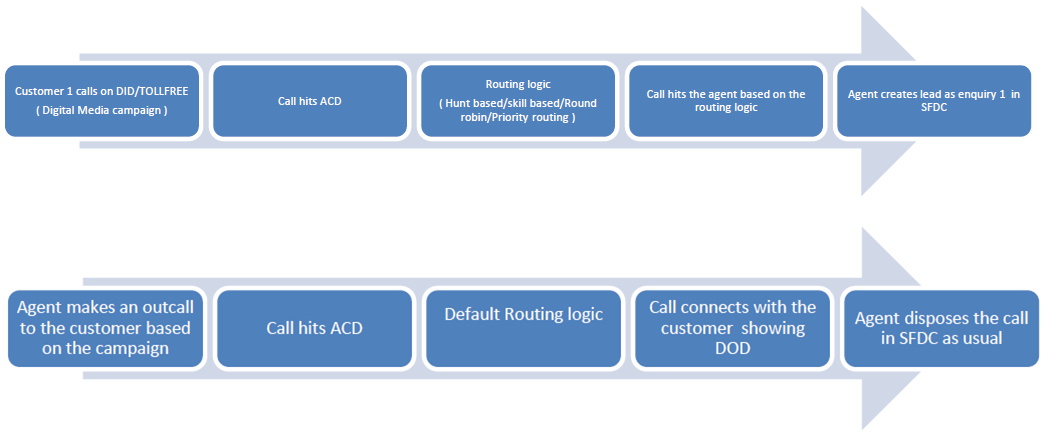 Customer 1 calls on DID/TOLLFREE
( Digital Media campaign )
Call hits ACD
Routing logic
( Hunt based/skill based/Round
robin/Priority routing )
Call hits the agent based on the
routing logic
Agent creates lead as enquiry 1 in
SFDC
Agent makes an outcall
to the customer based
on the campaign
Call hits ACD
Default Routing logic
Call connects with the
customer showing
DOD
Agent disposes the call
in SFDC as usual